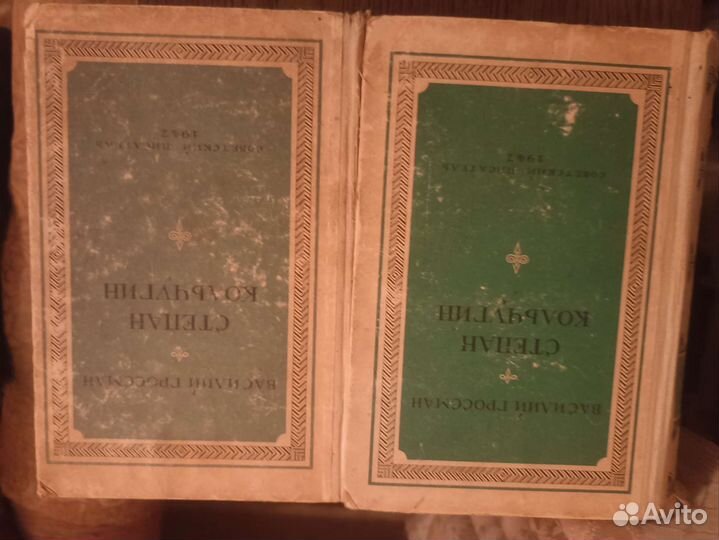 ВАСИЛИЙ ГРОССМАН
СТЕПАН
КОЛЬЧУГИН
СОВЕТСКИЙ ПИСАТЕЛЬ
1947
ВАСИЛИЙ ГРОССМАН
СТЕПАН
КОЛЬЧУГИН
СОВЕТСКИЙ ПИСАТЕЛЬ
1947
Avito